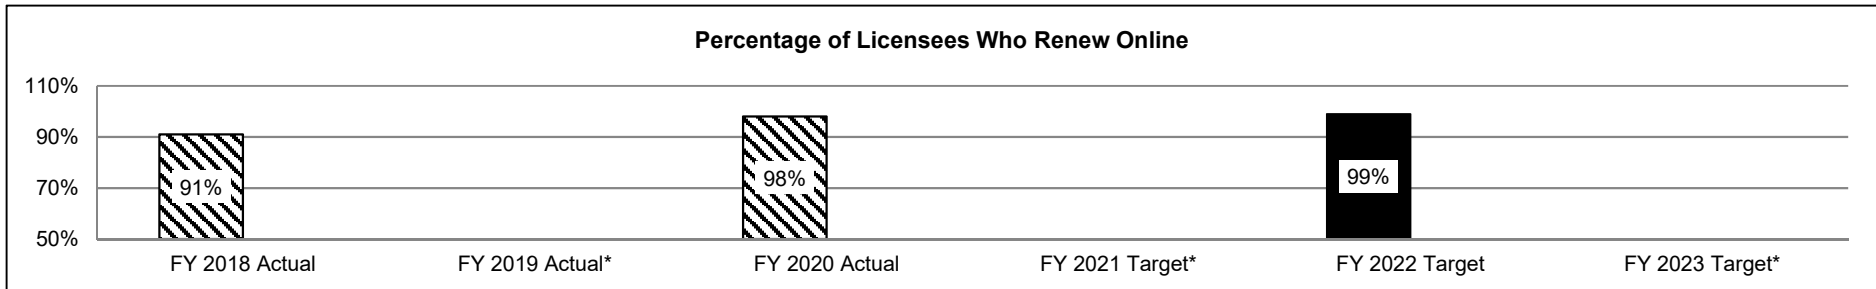 Percentage of Licensees Who Renew Online
110%
90%
70%
50%
91%
98%
99%
FY 2018 Actual
FY 2019 Actual*
FY 2020 Actual
FY 2021 Target*
FY 2022 Target
FY 2023 Target*